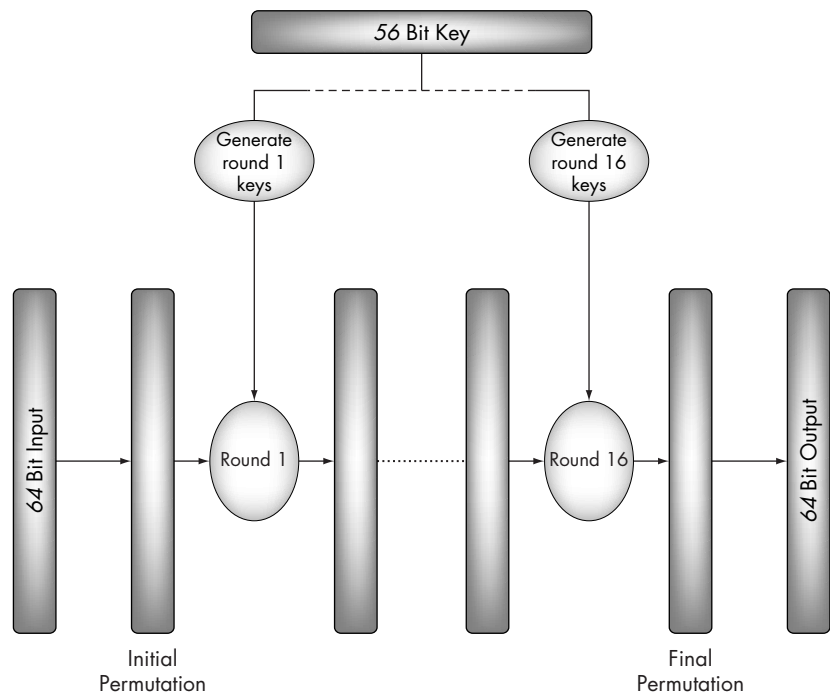 56 Bit Key
Generate
round 1
keys
Generate
round 16
keys
64 Bit Input
Round 1
Round 16
64 Bit Output
Initial
Permutation
Final
Permutation